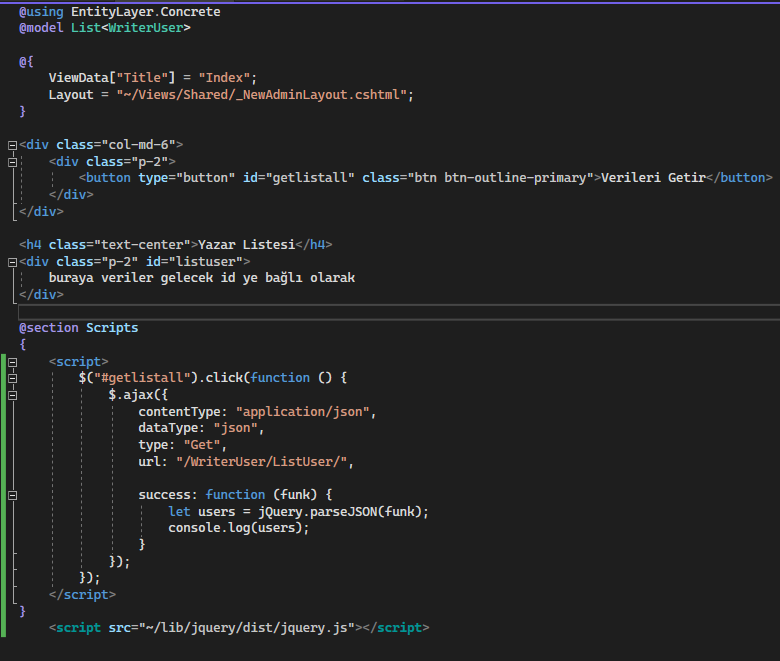 @using EntityLayer.Concrete
@model List<WriterUser>
@{
    ViewData["Title"] = "Index";
    Layout = "~/Views/Shared/_NewAdminLayout.cshtml";
}
<div class="col-md-6">
    <div class="p-2">
        <button type="button" id="getlistall" class="btn btn-outline-primary">Verileri Getir</button>
    </div>
</div>
<h4 class="text-center">Yazar Listesi</h4>
<div class="p-2" id="listuser">
    buraya veriler gelecek id ye bağlı olarak
</div>
@section Scripts
{
    <script>
        $("#getlistall").click(function () {
            $.ajax({
                contentType: "application/json",
                dataType: "json",
                type: "Get",
                url: "/WriterUser/ListUser/",
                success: function (funk) {
                    let users = jQuery.parseJSON(funk);
                    console.log(users);
                }
            });
        });
    </script>
}
    <script src="~/lib/jquery/dist/jquery.js"></script>